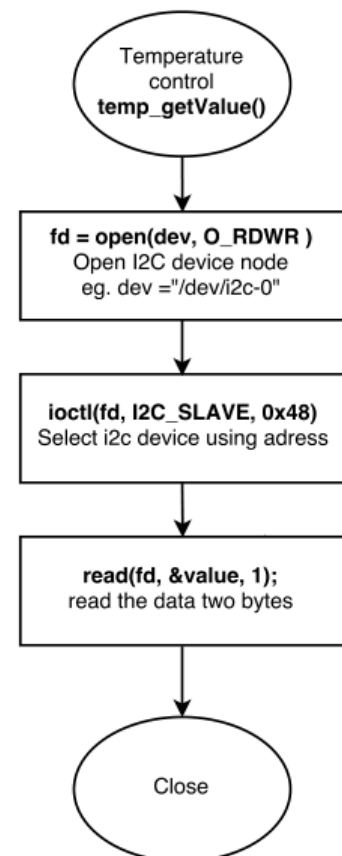 Temperature
control
temp_getValue()
fd = open(dev, O_RDWR )
Open I2C device node
eg. dev ="/dev/i2c-0"
ioctl(fd, I2C_SLAVE, 0x48)
Select i2c device using adress
read(fd, &value, 1);
read the data two bytes
Close